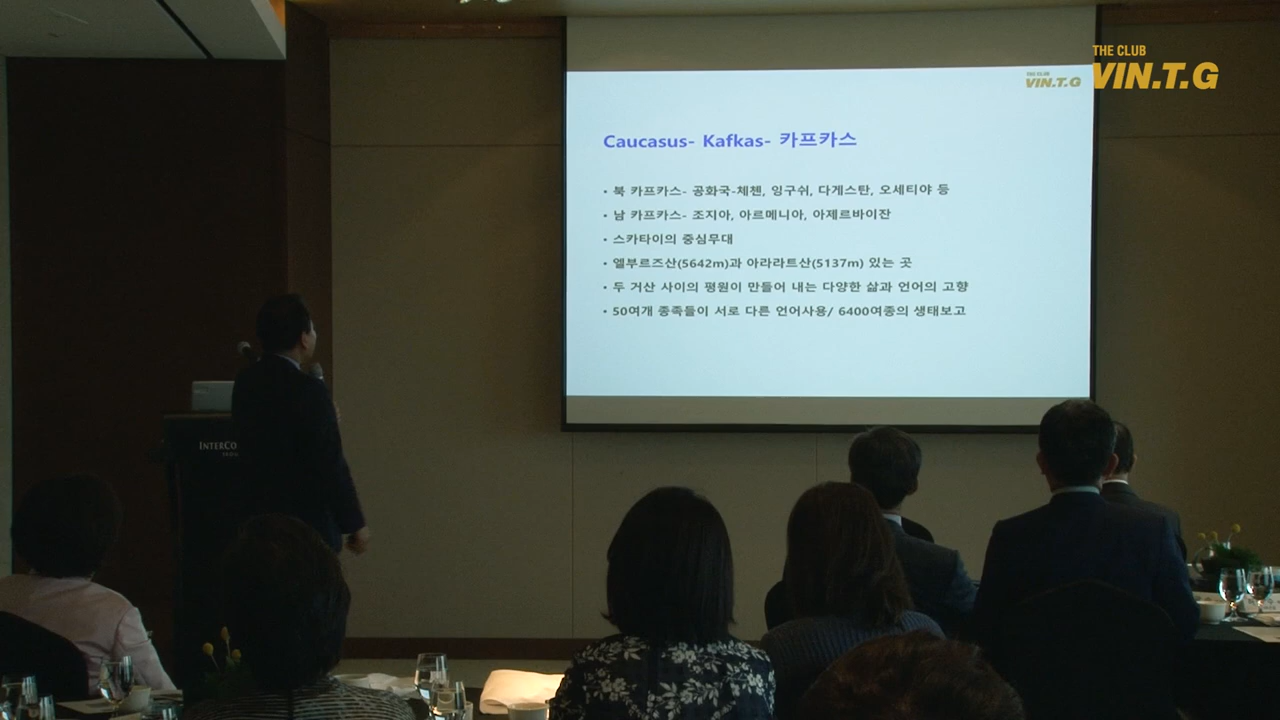 THE CLUB
VIN.T.G
THE CLUB
VIN.T.G
Caucasus- Kafkas- 카프카스
• 북 카프카스- 공화국-체첸, 잉구쉬, 다게스탄, 오세티야 등
• 남 카프카스- 조지아, 아르메니아, 아제르바이잔
• 스카타이의 중심무대
• 엘부르즈산(5642m)과 아라라트산(5137m) 있는 곳
• 두 거산 사이의 평원이 만들어 내는 다양한 삶과 언어의 고향
• 50여개 종족들이 서로 다른 언어사용/ 6400여종의 생태보고
INTERCO